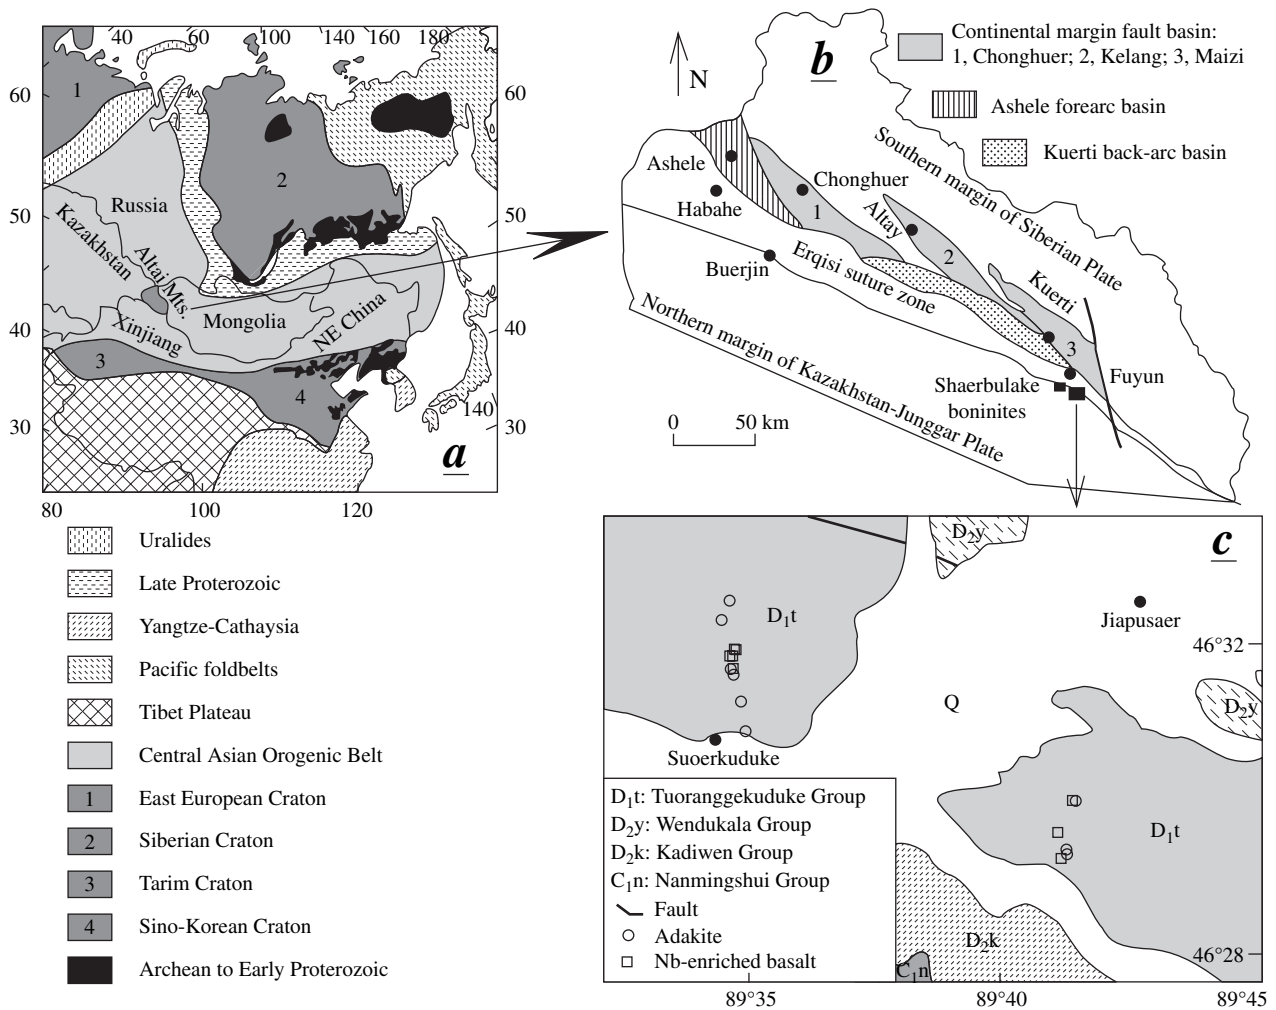 40 60 100 140 160 180
60
50
40
30
60
50
40
30
140
80 100 120
1
2
3
4
Russia
Kazakhstan
Altai Mts.
Xinjiang
Mongolia
NE China
a
Uralides
Late Proterozoic
Yangtze-Cathaysia
Pacific foldbelts
Tibet Plateau
Central Asian Orogenic Belt
1 East European Craton
2 Siberian Craton
3 Tarim Craton
4 Sino-Korean Craton
Archean to Early Proterozoic
b
N
Continental margin fault basin:
1, Chonghuer; 2, Kelang; 3, Maizi
Ashele forearc basin
Kuerti back-arc basin
Southern margin of Siberian Plate
Ashele
Habahe
Chonghuer
1
Altay
2
Buerjin
Erqisi suture zone
Kuerti
3
Fuyun
Northern margin of Kazakhstan-Junggar Plate
Shaerbulake
boninites
0 50 km
c
D2y
D1t
Jiapusaer
46°32
Q
D2y
Suoerkuduke
D1t
D1t: Tuoranggekuduke Group
D2y: Wendukala Group
D2k: Kadiwen Group
C1n: Nanmingshui Group
Fault
Adakite
Nb-enriched basalt
D2k
C1n
46°28
89°35 89°40 89°45